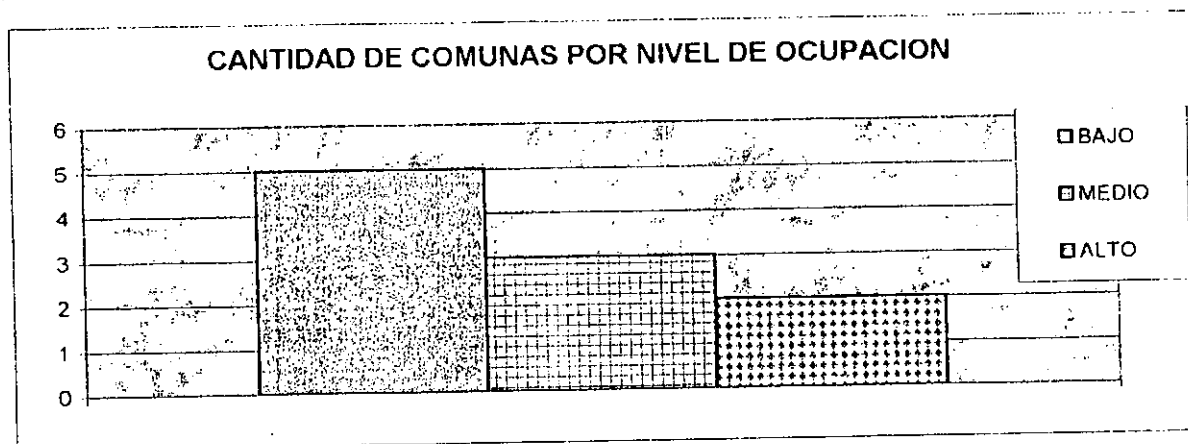 CANTIDAD DE COMUNAS POR NIVEL DE OCUPACION
6
5
4
3
2
1
0
BAJO
MEDIO
ALTO